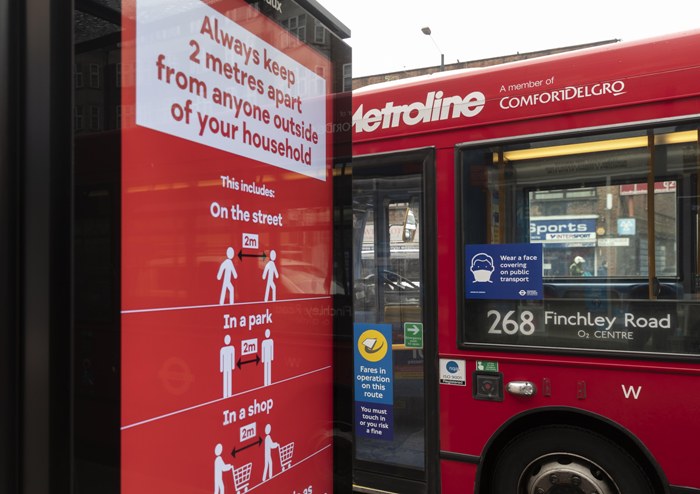 Always keep
2 metres apart
from anyone outside
of your household
This includes:
On the street
2m
In a park
2m
In a shop
2m
Metroline
A member of
COMFORTDELGRO
Sports
INTERSPORT
Wear a face
covering
on public
transport
268 Finchley Road
O2 CENTRE
Fares in
operation on
this route
You must
touch in
or you risk
a fine
W